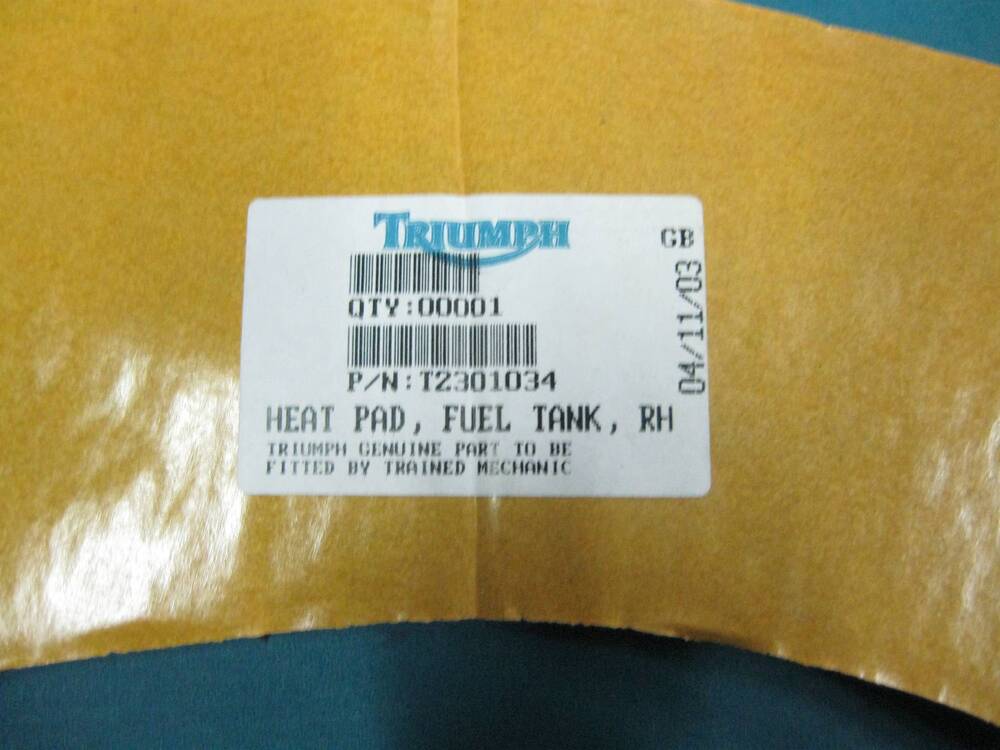 TRIUMPH
GB
QTY:00001
04/11/03
P/N:T2301034
HEAT PAD, FUEL TANK, RH
TRIUMPH GENUINE PART TO BE
FITTED BY TRAINED MECHANIC